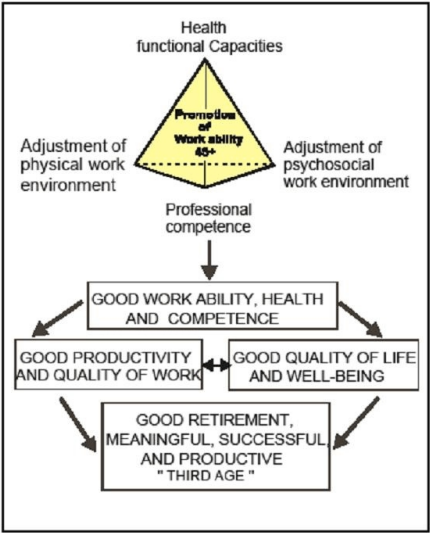 Health
functional Capacities
Promotion
of
Work ability
45+
Adjustment of
physical work
environment
Adjustment of
psychosocial
work environment
Professional
competence
GOOD WORK ABILITY, HEALTH
AND COMPETENCE
GOOD PRODUCTIVITY
AND QUALITY OF WORK
GOOD QUALITY OF LIFE
AND WELL-BEING
GOOD RETIREMENT,
MEANINGFUL, SUCCESSFUL,
AND PRODUCTIVE
" THIRD AGE "